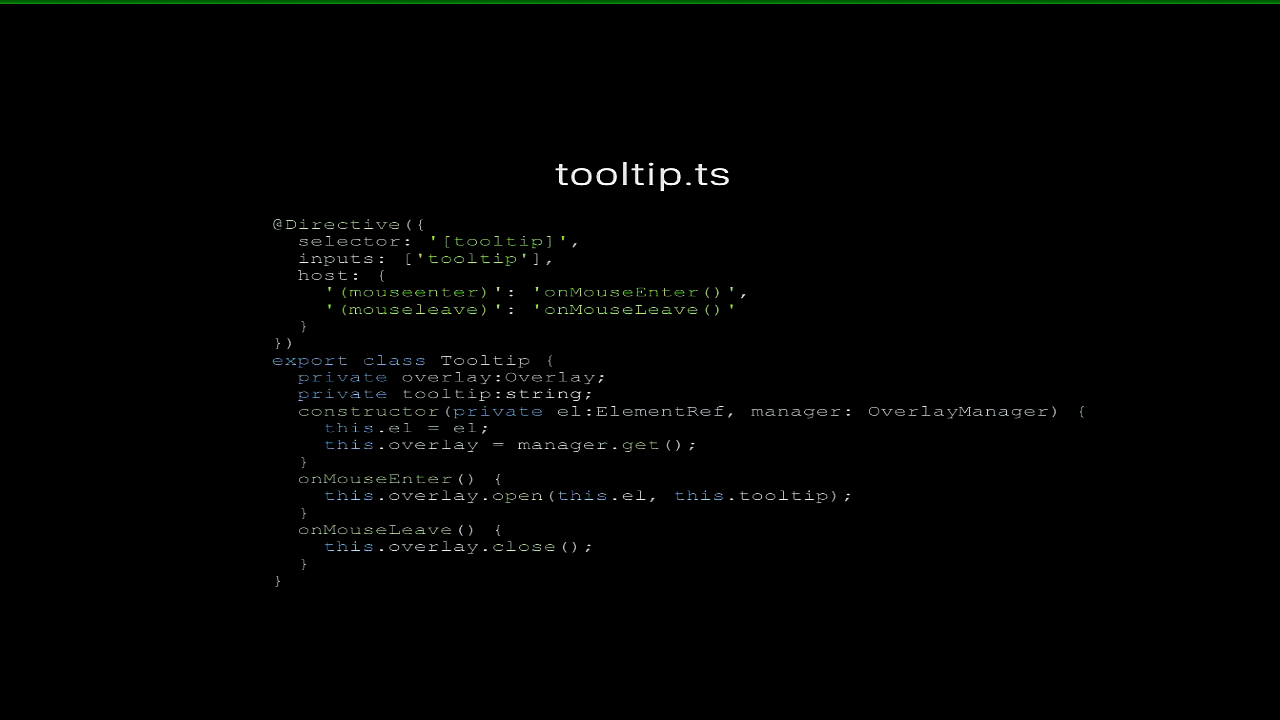 tooltip.ts
@Directive({
  selector: '[tooltip]',
  inputs: ['tooltip'],
  host: {
    '(mouseenter)': 'onMouseEnter()',
    '(mouseleave)': 'onMouseLeave()'
  }
})
export class Tooltip {
  private overlay:Overlay;
  private tooltip:string;
  constructor(private el:ElementRef, manager: OverlayManager) {
    this.el = el;
    this.overlay = manager.get();
  }
  onMouseEnter() {
    this.overlay.open(this.el, this.tooltip);
  }
  onMouseLeave() {
    this.overlay.close();
  }
}